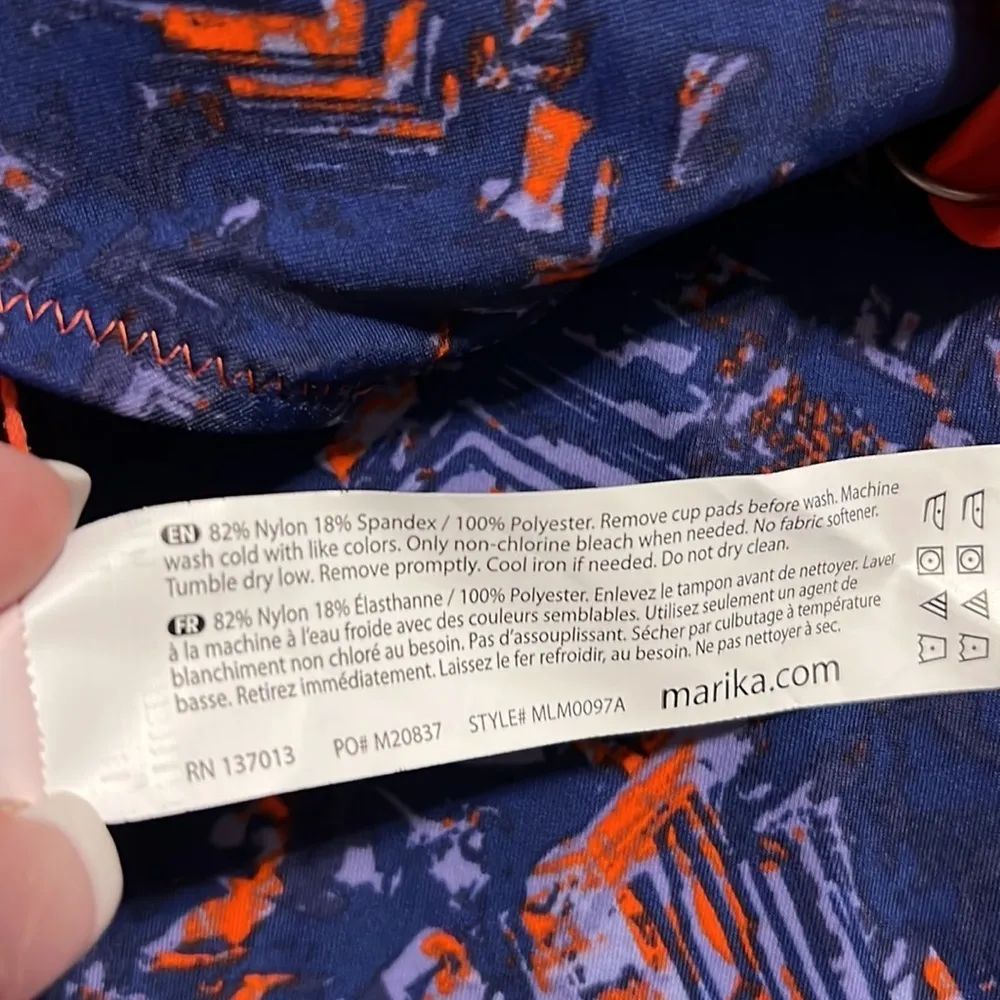 EN 82% Nylon 18% Spandex / 100% Polyester. Remove cup pads before wash. Machine
wash cold with like colors. Only non-chlorine bleach when needed. No fabric softener.
Tumble dry low. Remove promptly. Cool iron if needed. Do not dry clean.
FR 82% Nylon 18% Élasthanne / 100% Polyester. Enlevez le tampon avant de nettoyer. Laver
à la machine à l'eau froide avec des couleurs semblables. Utilisez seulement un agent de
blanchiment non chloré au besoin. Pas d'assouplissant. Sécher par culbutage à température
basse. Retirez immédiatement. Laissez le fer refroidir, au besoin. Ne pas nettoyer à sec.
RN 137013 PO# M20837 STYLE# MLM0097A marika.com